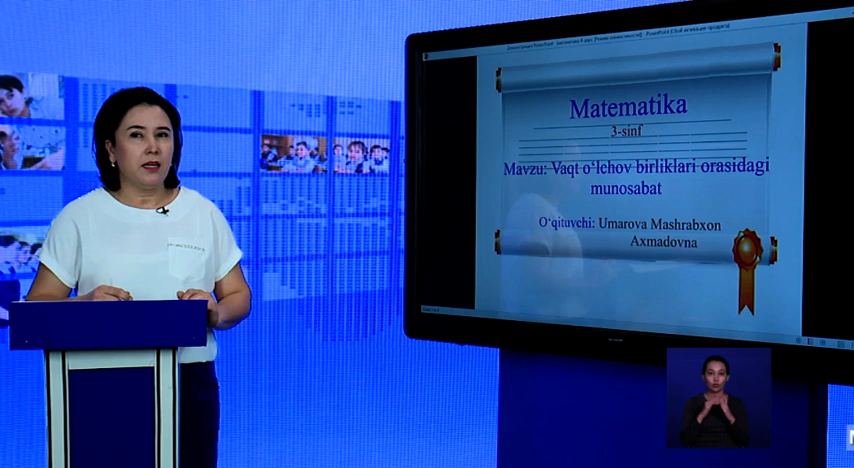 Matematika
3-sinf
Mavzu: Vaqt o‘lchov birliklari orasidagi
munosabat
O‘qituvchi: Umarova Mashrabxon
Axmadovna